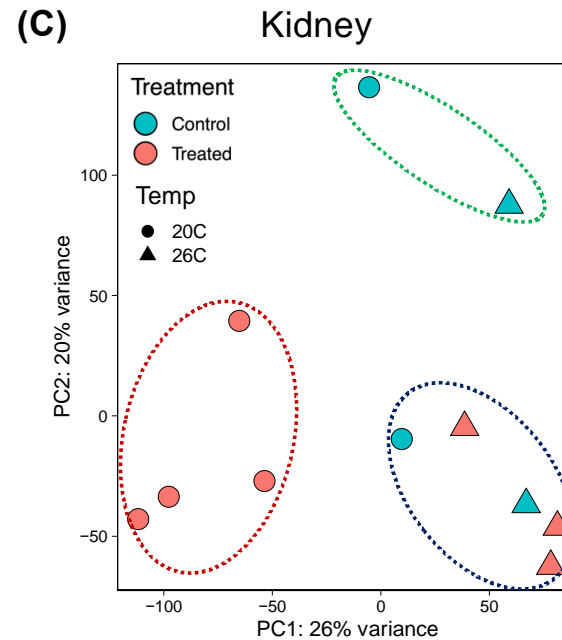 (C)
Kidney
Treatment
Control
Treated
Temp
20C
26C
PC2: 20% variance
100
50
0
−50
−100
−50
0
50
PC1: 26% variance